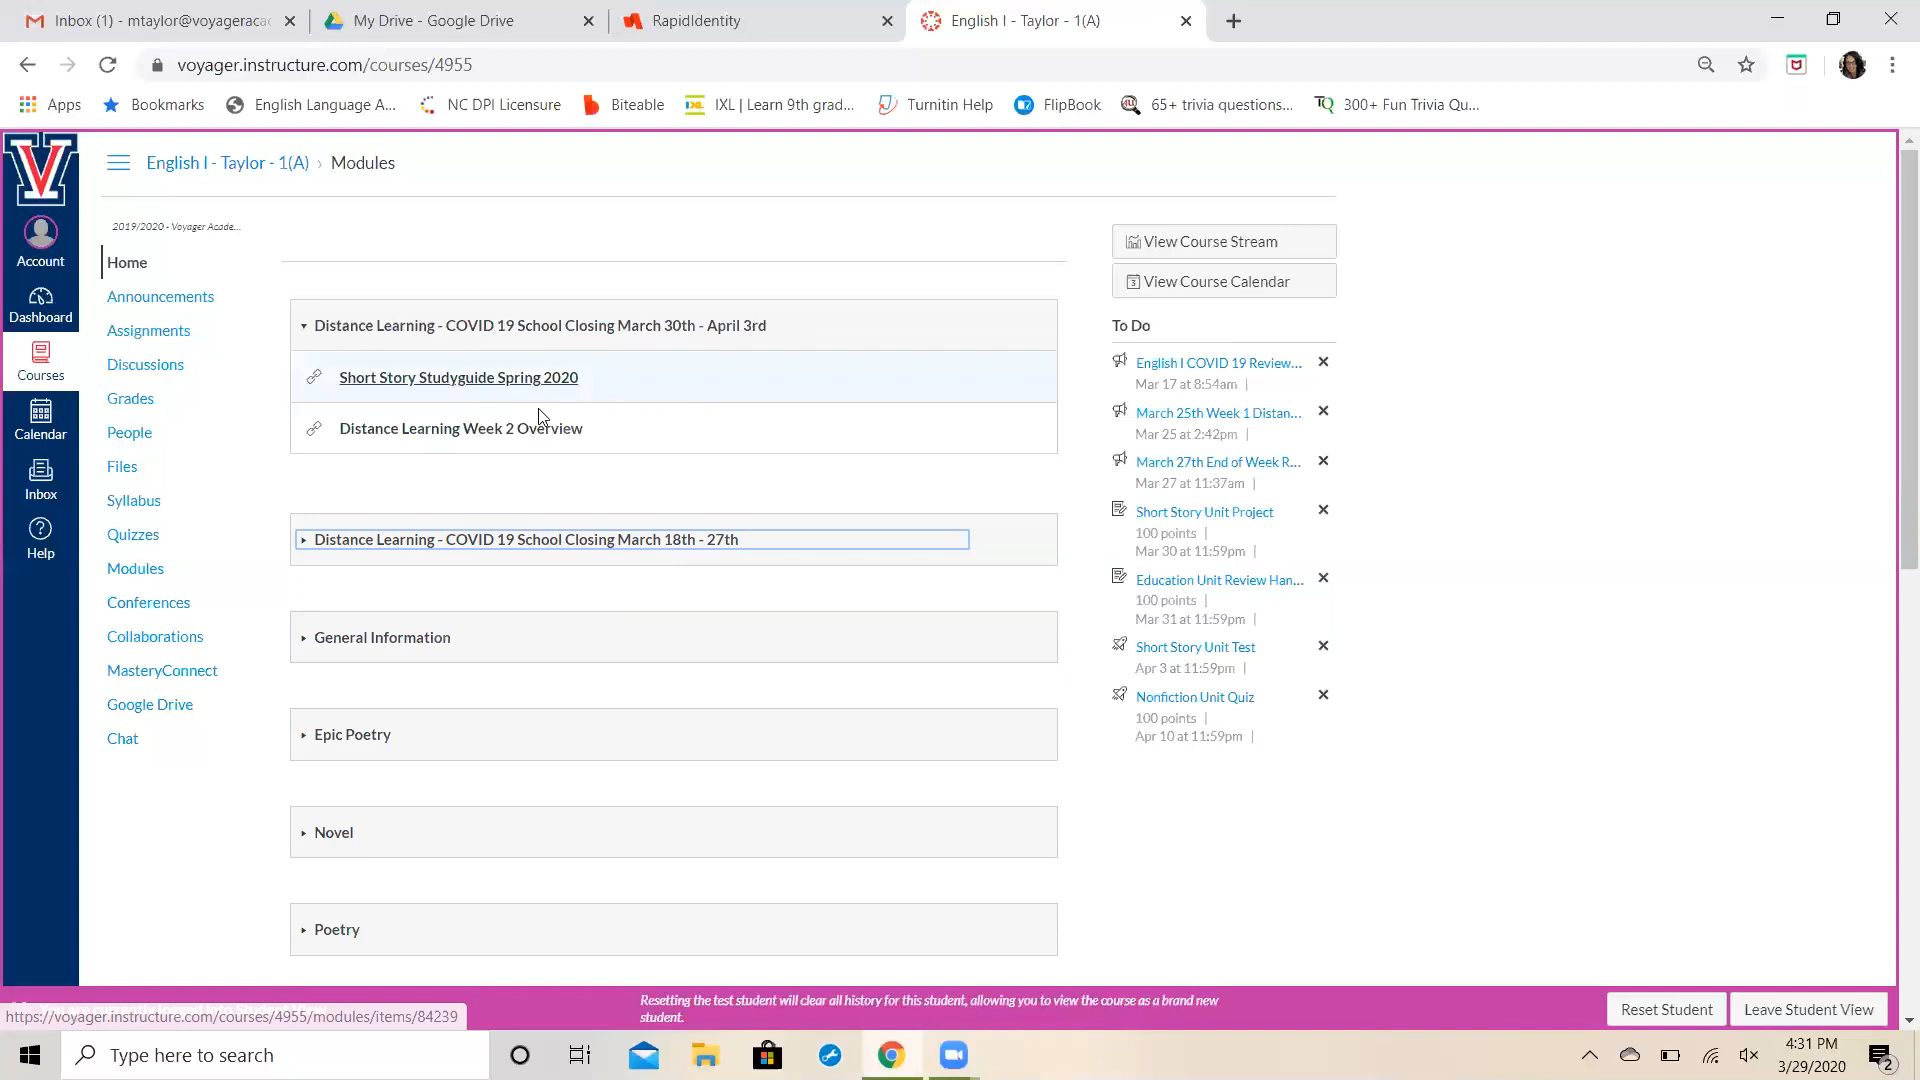 Inbox (1) - mtaylor@voyageraca
My Drive - Google Drive
RapidIdentity
English I - Taylor - 1(A)
voyager.instructure.com/courses/4955
Apps
Bookmarks
English Language A...
NC DPI Licensure
Biteable
IXL | Learn 9th grad...
Turnitin Help
FlipBook
65+ trivia questions...
300+ Fun Trivia Qu...
English I - Taylor - 1(A) › Modules
2019/2020 - Voyager Acade...
Account
Dashboard
Courses
Calendar
Inbox
Help
Home
Announcements
Assignments
Discussions
Grades
People
Files
Syllabus
Quizzes
Modules
Conferences
Collaborations
MasteryConnect
Google Drive
Chat
Distance Learning - COVID 19 School Closing March 30th - April 3rd
Short Story Studyguide Spring 2020
Distance Learning Week 2 Overview
Distance Learning - COVID 19 School Closing March 18th - 27th
General Information
Epic Poetry
Novel
Poetry
View Course Stream
View Course Calendar
To Do
English I COVID 19 Review...
Mar 17 at 8:54am |
March 25th Week 1 Distan...
Mar 25 at 2:42pm |
March 27th End of Week R...
Mar 27 at 11:37am |
Short Story Unit Project
100 points |
Mar 30 at 11:59pm |
Education Unit Review Han...
100 points |
Mar 31 at 11:59pm |
Short Story Unit Test
Apr 3 at 11:59pm |
Nonfiction Unit Quiz
100 points |
Apr 10 at 11:59pm |
Resetting the test student will clear all history for this student, allowing you to view the course as a brand new
student.
Reset Student
Leave Student View
https://voyager.instructure.com/courses/4955/modules/items/84239
Type here to search
4:31 PM
3/29/2020
2